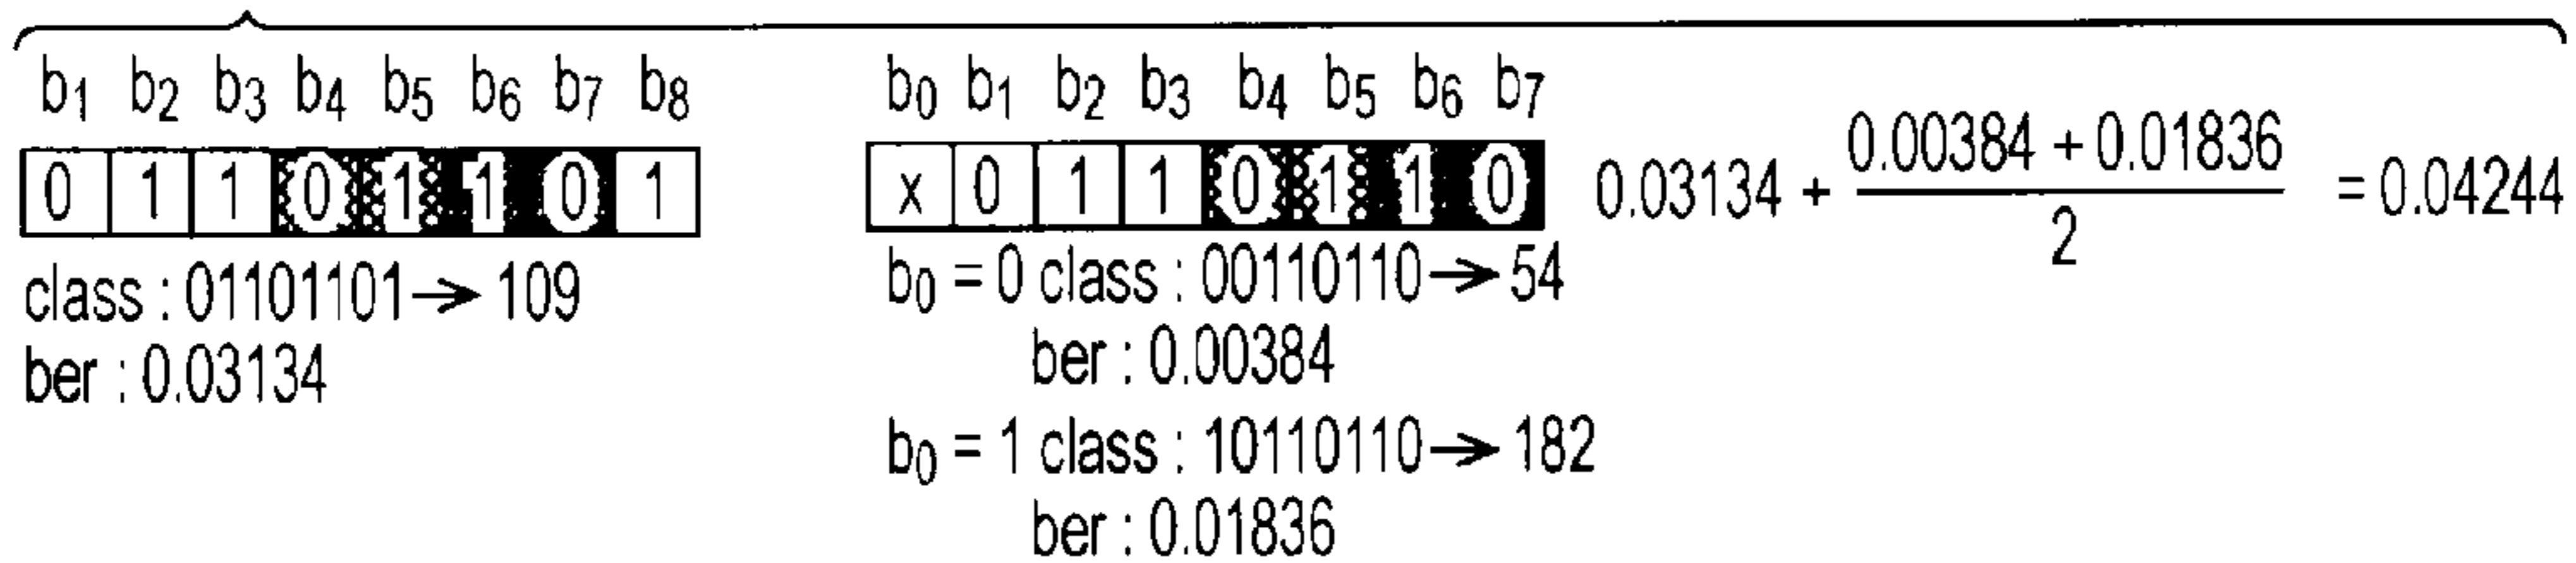 b₁ b₂ b₃ b₄ b₅ b₆ b₇ b₈
0 1 1 0 1 1 0 1
class : 01101101→ 109
ber : 0.03134
b₀ b₁ b₂ b₃ b₄ b₅ b₆ b₇
x 0 1 1 0 1 1 0
b₀ = 0 class : 00110110→ 54
ber : 0.00384
b₀ = 1 class : 10110110→ 182
ber : 0.01836
0.03134 + (0.00384 + 0.01836) / 2 = 0.04244